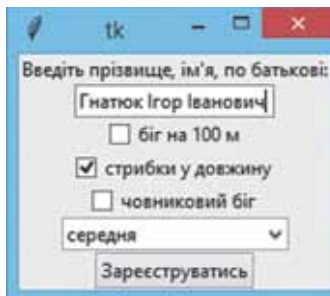 tk
Введіть прізвище, ім'я, по батькові:
Гнатюк Ігор Іванович
біг на 100 м
стрибки у довжину
човниковий біг
середня
Зареєструватись